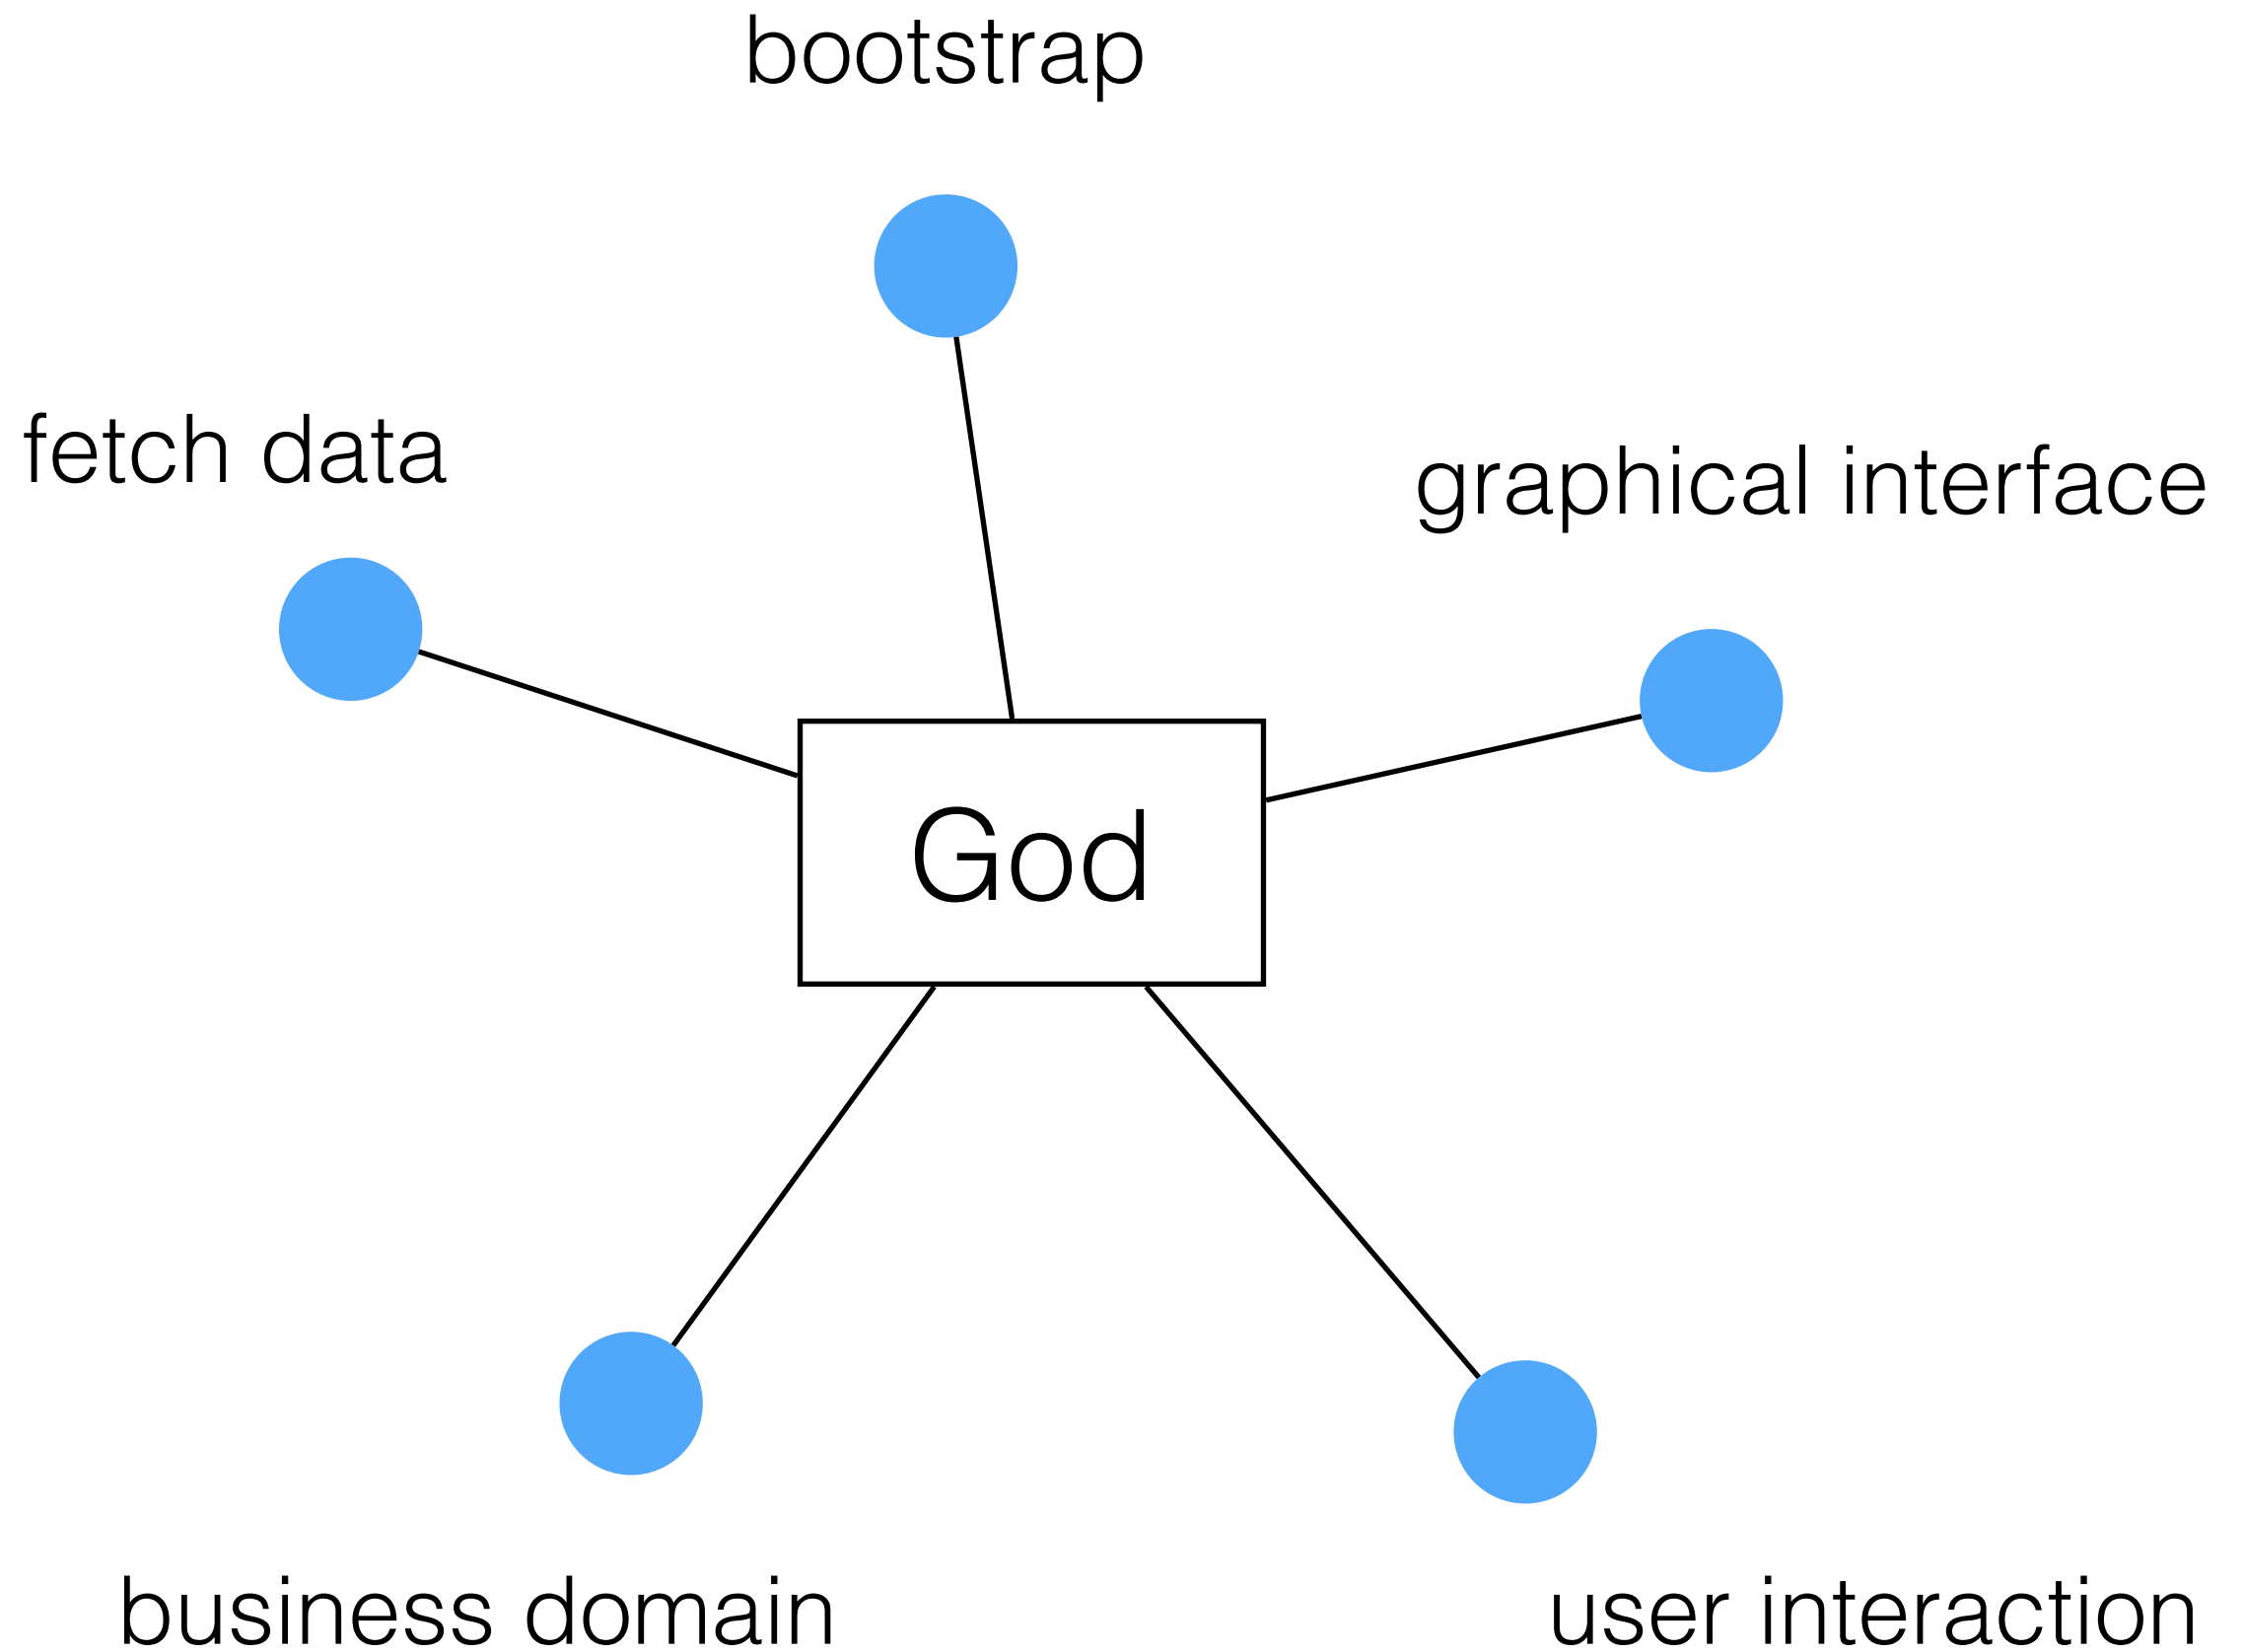 bootstrap
fetch data
graphical interface
God
business domain
user interaction